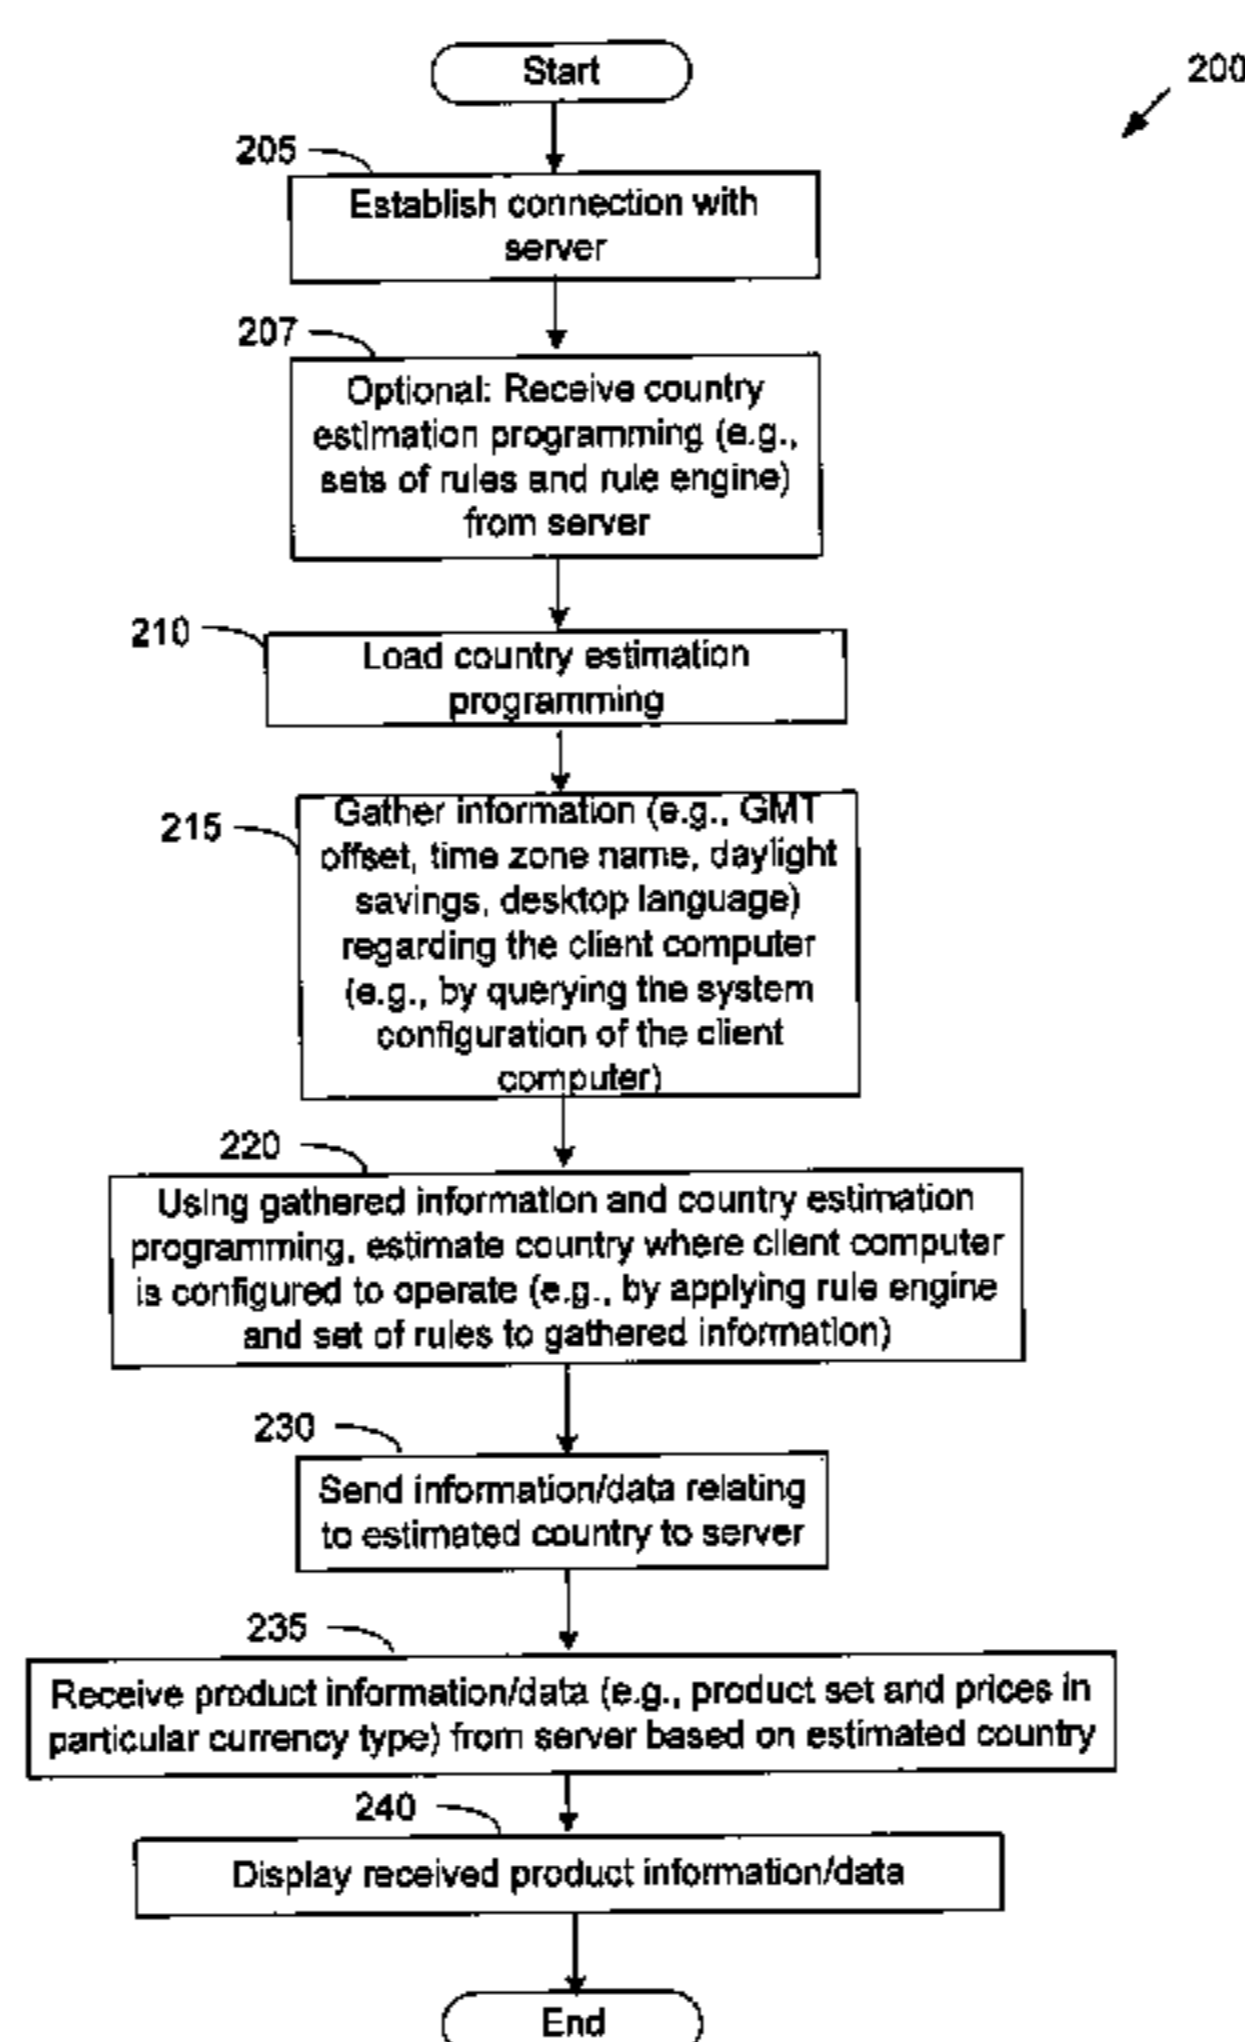 Start
200
205
Establish connection with
server
207
Optional: Receive country
estimation programming (e.g.,
sets of rules and rule engine)
from server
210
Load country estimation
programming
215
Gather information (e.g., GMT
offset, time zone name, daylight
savings, desktop language)
regarding the client computer
(e.g., by querying the system
configuration of the client
computer)
220
Using gathered information and country estimation
programming, estimate country where client computer
is configured to operate (e.g., by applying rule engine
and set of rules to gathered information)
230
Send information/data relating
to estimated country to server
235
Receive product information/data (e.g., product set and prices in
particular currency type) from server based on estimated country
240
Display received product information/data
End